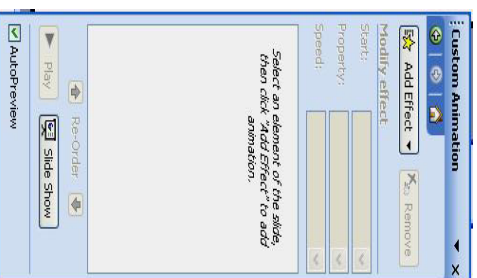 Custom Animation
Add Effect
Remove
Modify effect
Start:
Property:
Speed:
Select an element of the slide,
then click "Add Effect" to add
animation.
Re-Order
Play
Slide Show
AutoPreview